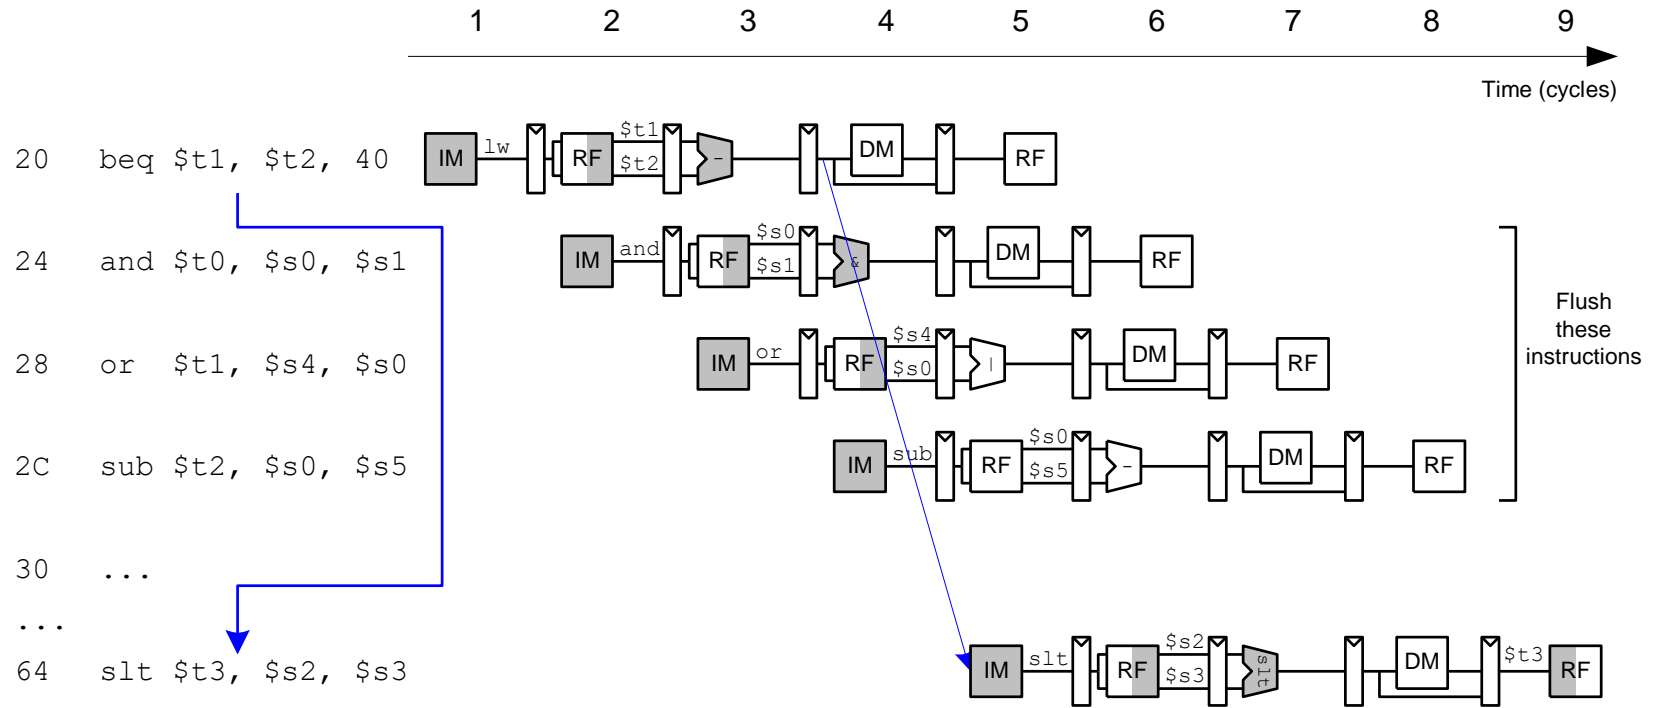 1 2 3 4 5 6 7 8 9
Time (cycles)
20 beq $t1, $t2, 40 IM lw RF $t1 $t2 - DM RF
24 and $t0, $s0, $s1 IM and RF $s0 $s1 & DM RF
28 or $t1, $s4, $s0 IM or RF $s4 $s0 | DM RF
2C sub $t2, $s0, $s5 IM sub RF $s0 $s5 - DM RF
Flush
these
instructions
30 ...
...
64 slt $t3, $s2, $s3 IM slt RF $s2 $s3 slt DM $t3 RF